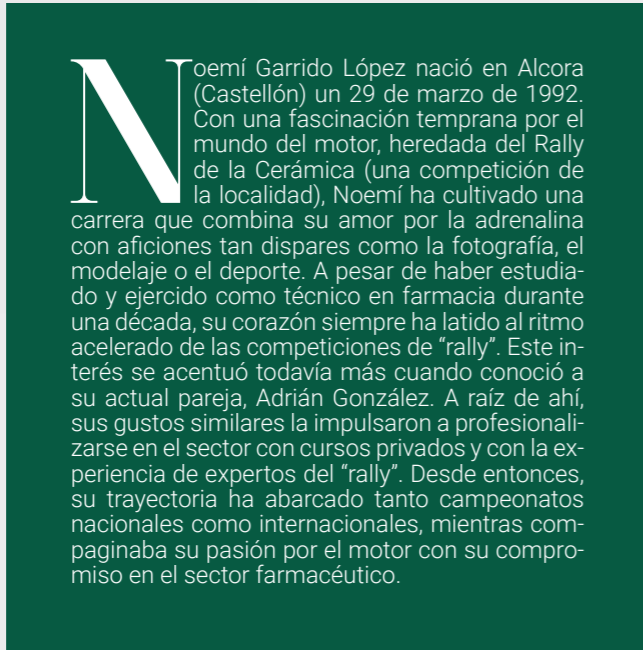 Noemí Garrido López nació en Alcora
(Castellón) un 29 de marzo de 1992.
Con una fascinación temprana por el
mundo del motor, heredada del Rally
de la Cerámica (una competición de
la localidad), Noemí ha cultivado una
carrera que combina su amor por la adrenalina
con aficiones tan dispares como la fotografía, el
modelaje o el deporte. A pesar de haber estudia-
do y ejercido como técnico en farmacia durante
una década, su corazón siempre ha latido al ritmo
acelerado de las competiciones de “rally”. Este in-
terés se acentuó todavía más cuando conoció a
su actual pareja, Adrián González. A raíz de ahí,
sus gustos similares la impulsaron a profesionali-
zarse en el sector con cursos privados y con la ex-
periencia de expertos del “rally”. Desde entonces,
su trayectoria ha abarcado tanto campeonatos
nacionales como internacionales, mientras com-
paginaba su pasión por el motor con su compro-
miso en el sector farmacéutico.